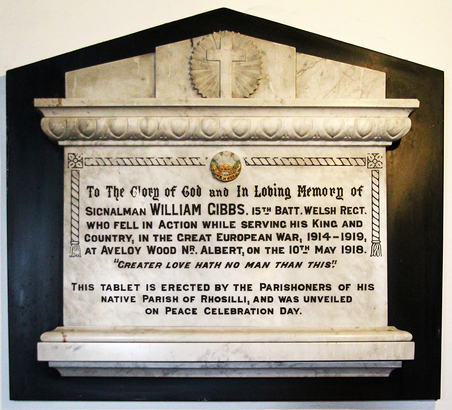 To The Glory of God and In Loving Memory of
SIGNALMAN WILLIAM GIBBS. 15TH BATT. WELSH REGT.
WHO FELL IN ACTION WHILE SERVING HIS KING AND
COUNTRY, IN THE GREAT EUROPEAN WAR, 1914-1919,
AT AVELOY WOOD NR. ALBERT, ON THE 10TH MAY 1918.
"GREATER LOVE HATH NO MAN THAN THIS"!
THIS TABLET IS ERECTED BY THE PARISHONERS OF HIS
NATIVE PARISH OF RHOSILLI, AND WAS UNVEILED
ON PEACE CELEBRATION DAY.